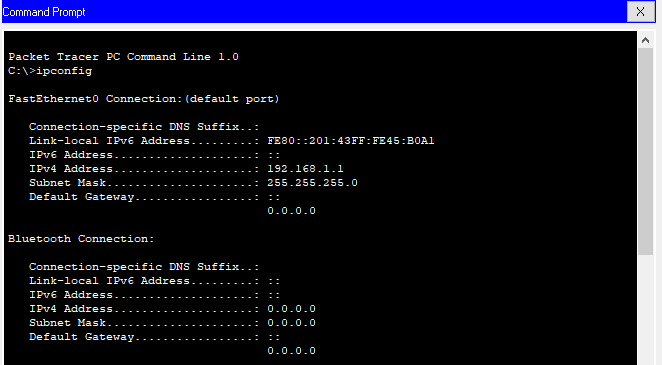 Command Prompt
X
Packet Tracer PC Command Line 1.0
C:\>ipconfig
FastEthernet0 Connection:(default port)
Connection-specific DNS Suffix..:
Link-local IPv6 Address.........: FE80::201:43FF:FE45:B0A1
IPv6 Address....................: ::
IPv4 Address....................: 192.168.1.1
Subnet Mask.....................: 255.255.255.0
Default Gateway.................: ::
0.0.0.0
Bluetooth Connection:
Connection-specific DNS Suffix..:
Link-local IPv6 Address.........: ::
IPv6 Address....................: ::
IPv4 Address....................: 0.0.0.0
Subnet Mask.....................: 0.0.0.0
Default Gateway.................: ::
0.0.0.0